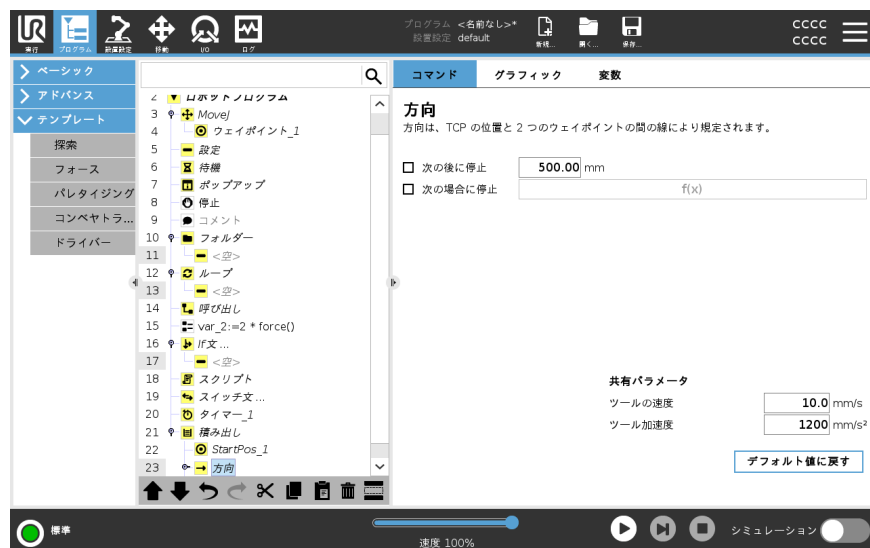 プログラム <名前なし>*
設置設定 default
CCCC
CCCC
実行
プログラム
設置設定
移動
I/O
ログ
新規...
開く...
保存...
ベーシック
アドバンス
テンプレート
探索
フォース
パレタイジング
コンベヤトラ...
ドライバー
2 ロボットプログラム
3 MoveJ
4 ウェイポイント_1
5 設定
6 待機
7 ポップアップ
8 停止
9 コメント
10 フォルダー
11 <空>
12 ループ
13 <空>
14 呼び出し
15 var_2:=2 * force()
16 If文 ...
17 <空>
18 スクリプト
19 スイッチ文 ...
20 タイマー_1
21 積み出し
22 StartPos_1
23 方向
コマンド グラフィック 変数
方向
方向は、TCP の位置と 2 つのウェイポイントの間の線により規定されます。
次の後に停止 500.00 mm
次の場合に停止 f(x)
共有パラメータ
ツールの速度 10.0 mm/s
ツール加速度 1200 mm/s²
デフォルト値に戻す
標準
速度 100%
シミュレーション